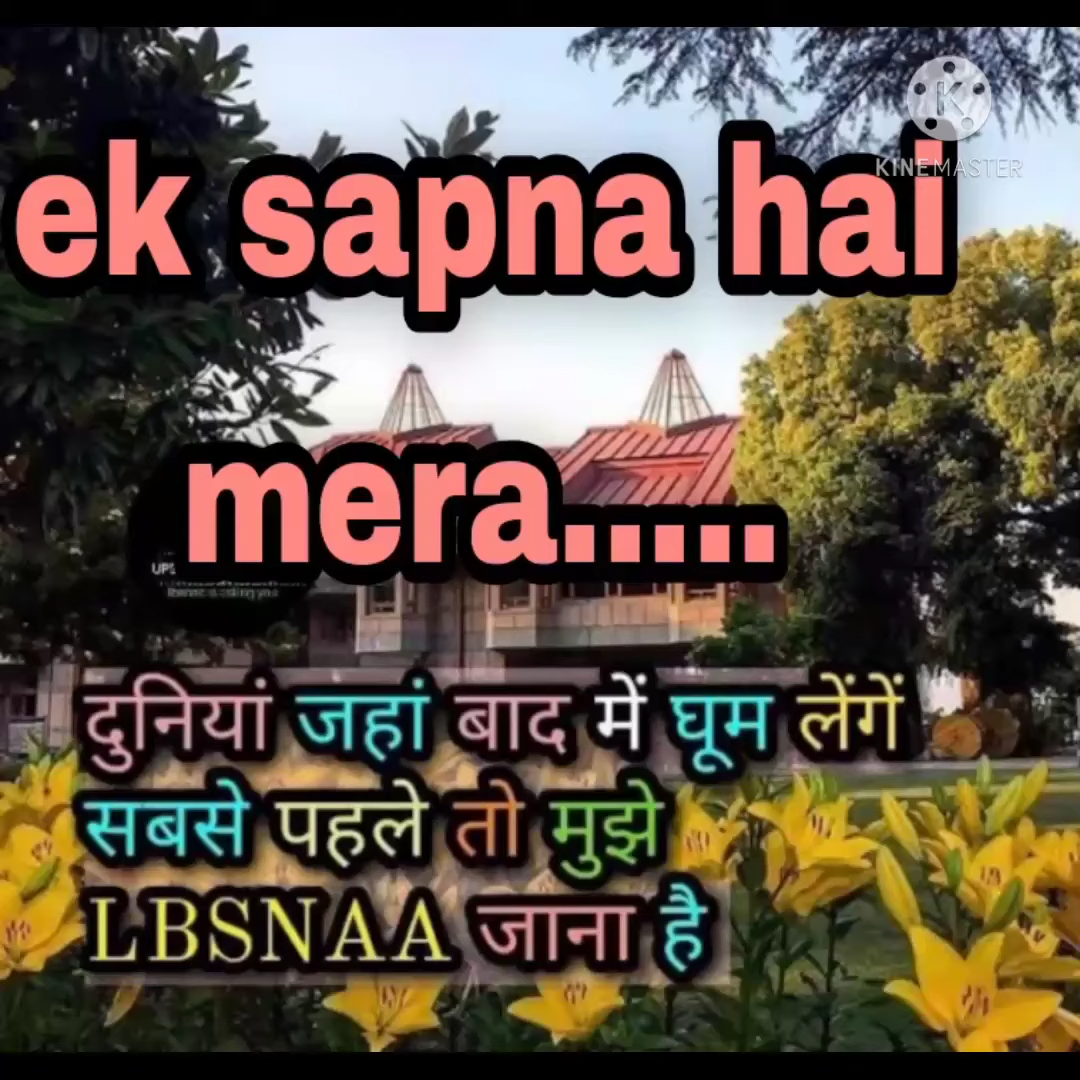 KINEMASTER
ek sapna hai
mera.....
दुनियां जहां बाद में घूम लेंगें
सबसे पहले तो मुझे
LBSNAA जाना है